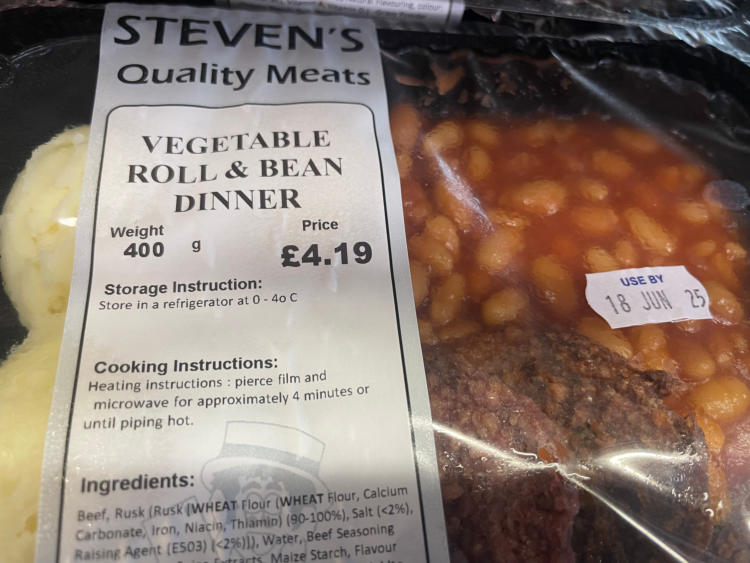 STEVEN'S
Quality Meats
VEGETABLE
ROLL & BEAN
DINNER
Weight
400 g
Price
£4.19
Storage Instruction:
Store in a refrigerator at 0 - 4o C
Cooking Instructions:
Heating instructions : pierce film and
microwave for approximately 4 minutes or
until piping hot.
Ingredients:
Beef, Rusk (Rusk [WHEAT Flour (WHEAT Flour, Calcium
Carbonate, Iron, Niacin, Thiamin) (90-100%), Salt (<2%),
Raising Agent (E503) (<2%)]), Water, Beef Seasoning
Extracts, Maize Starch, Flavour
USE BY
18 JUN 25